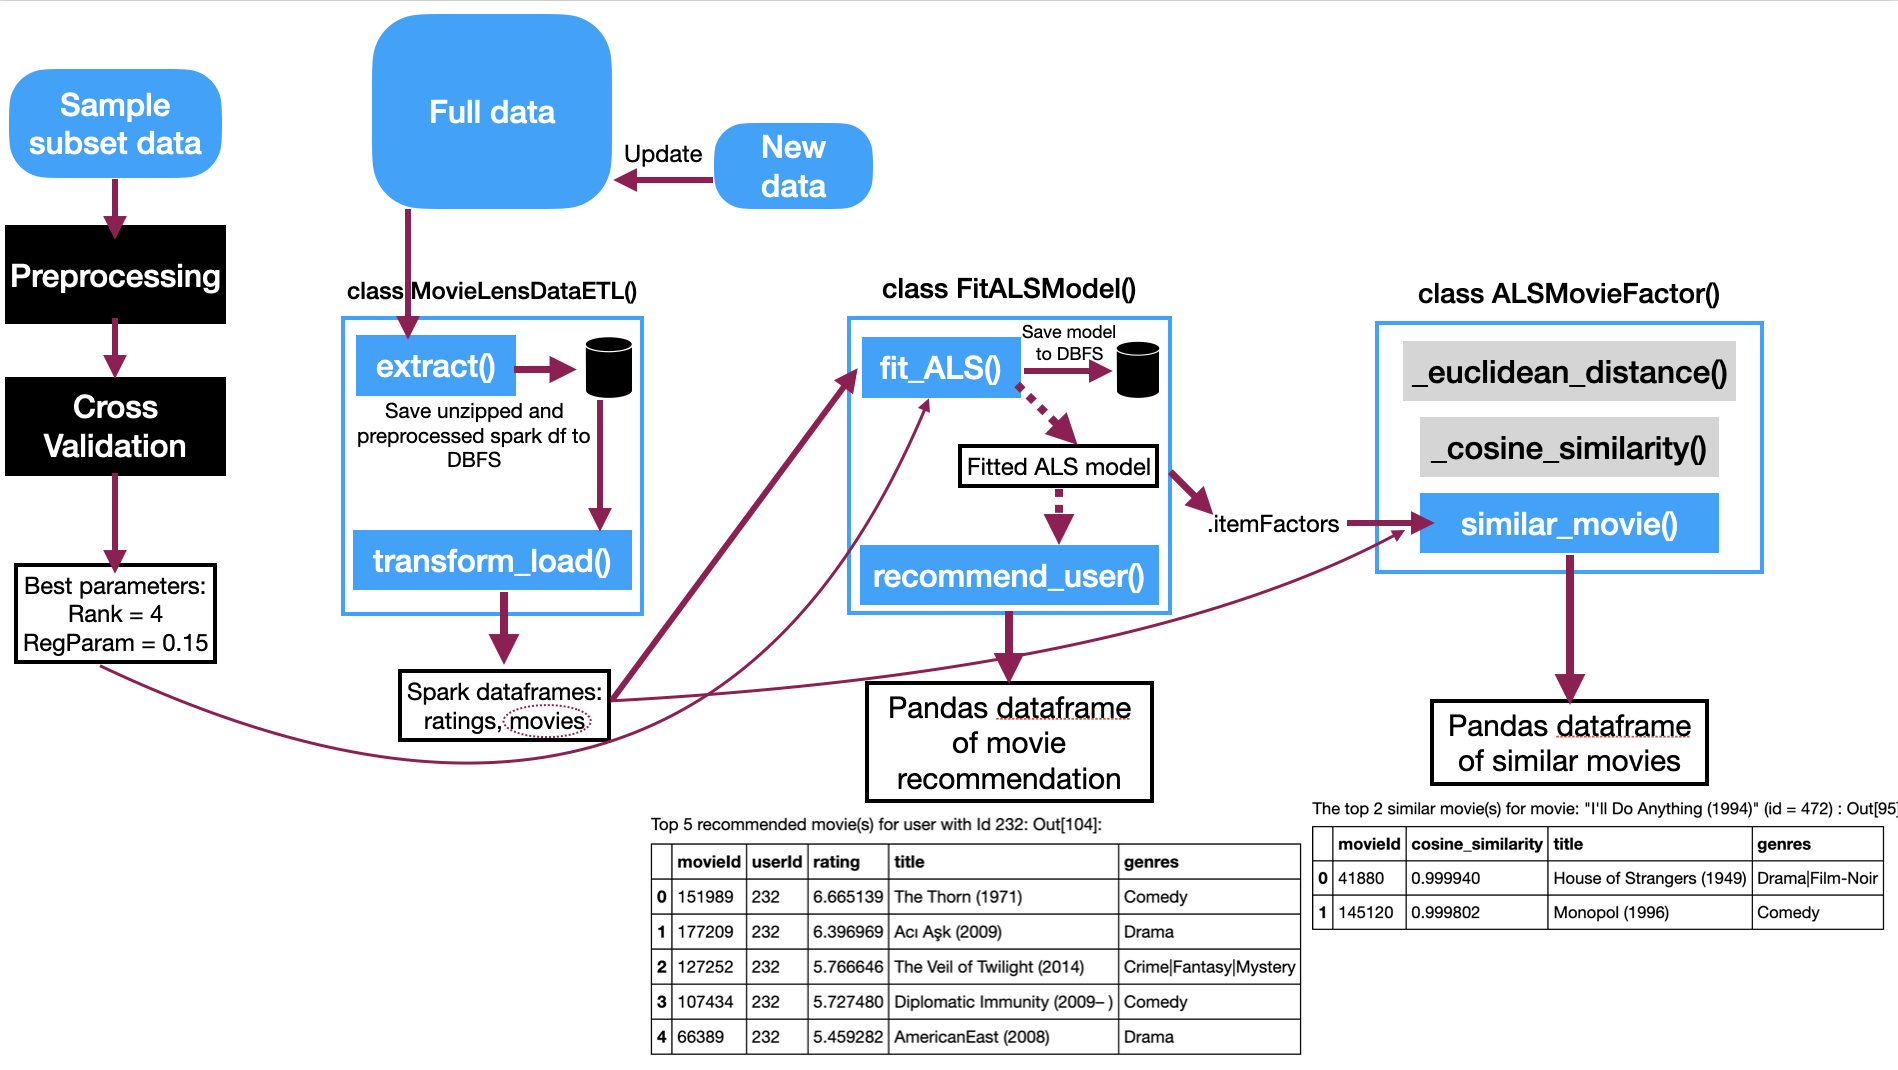 Sample
subset data
Preprocessing
Cross
Validation
Best parameters:
Rank = 4
RegParam = 0.15
Full data
Update
New
data
class MovieLensDataETL()
extract()
Save unzipped and
preprocessed spark df to
DBFS
transform_load()
Spark dataframes:
ratings, movies
class FitALSModel()
fit_ALS()
Save model
to DBFS
Fitted ALS model
recommend_user()
.itemFactors
Pandas dataframe
of movie
recommendation
class ALSMovieFactor()
_euclidean_distance()
_cosine_similarity()
similar_movie()
Pandas dataframe
of similar movies
Top 5 recommended movie(s) for user with Id 232: Out[104]:
movieId userId rating title genres
0 151989 232 6.665139 The Thorn (1971) Comedy
1 177209 232 6.396969 Acı Aşk (2009) Drama
2 127252 232 5.766646 The Veil of Twilight (2014) Crime|Fantasy|Mystery
3 107434 232 5.727480 Diplomatic Immunity (2009– ) Comedy
4 66389 232 5.459282 AmericanEast (2008) Drama
The top 2 similar movie(s) for movie: "I'll Do Anything (1994)" (id = 472) : Out[95]
movieId cosine_similarity title genres
0 41880 0.999940 House of Strangers (1949) Drama|Film-Noir
1 145120 0.999802 Monopol (1996) Comedy